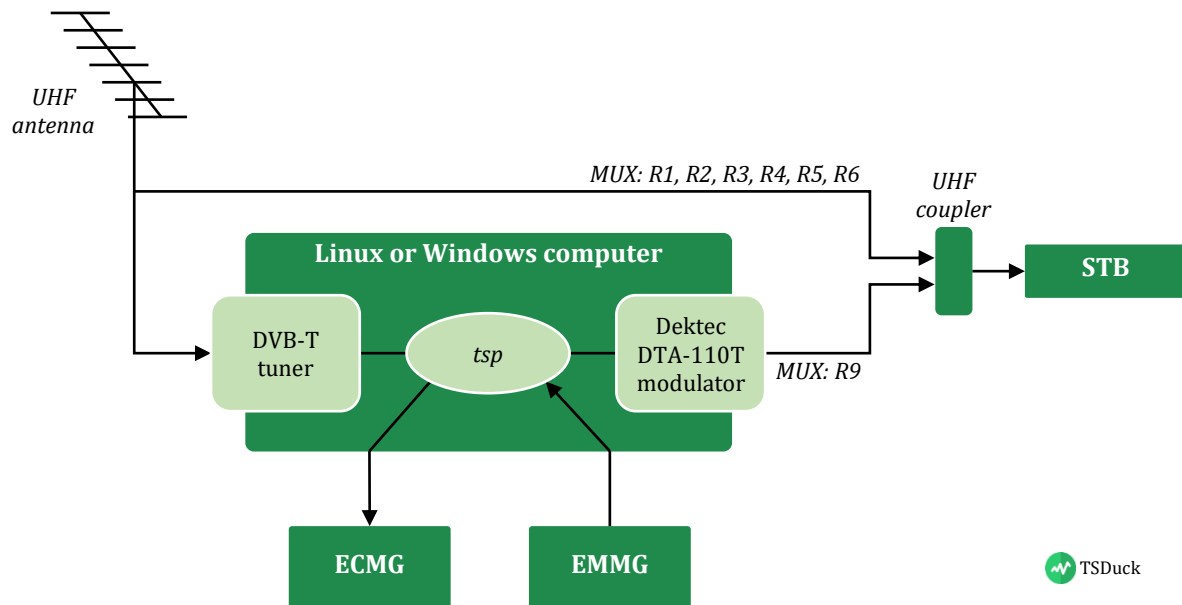 UHF
antenna
MUX: R1, R2, R3, R4, R5, R6
UHF
coupler
Linux or Windows computer
STB
DVB-T
tuner
tsp
Dektec
DTA-110T
modulator
MUX: R9
ECMG
EMMG
TSDuck